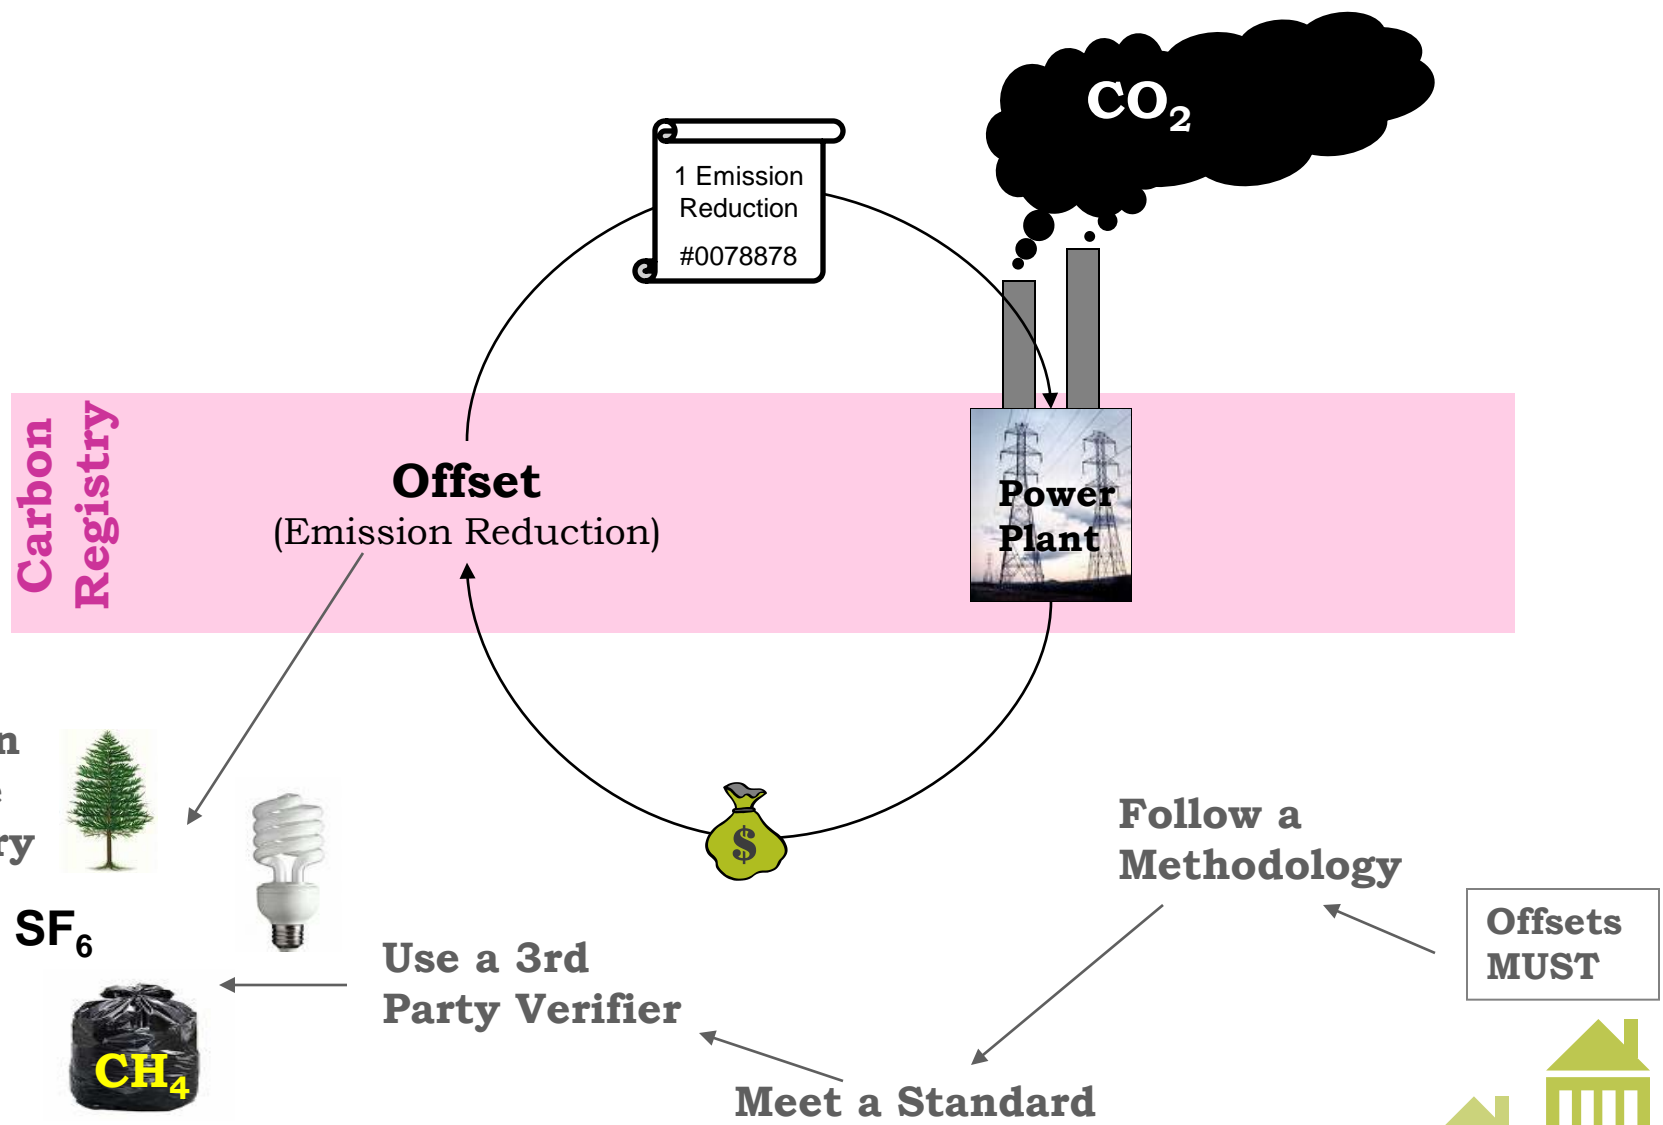 CO₂
1 Emission
Reduction
#0078878
Carbon
Registry
Offset
(Emission Reduction)
Power
Plant
$
Follow a
Methodology
Offsets
MUST
SF₆
Use a 3rd
Party Verifier
CH₄
Meet a Standard